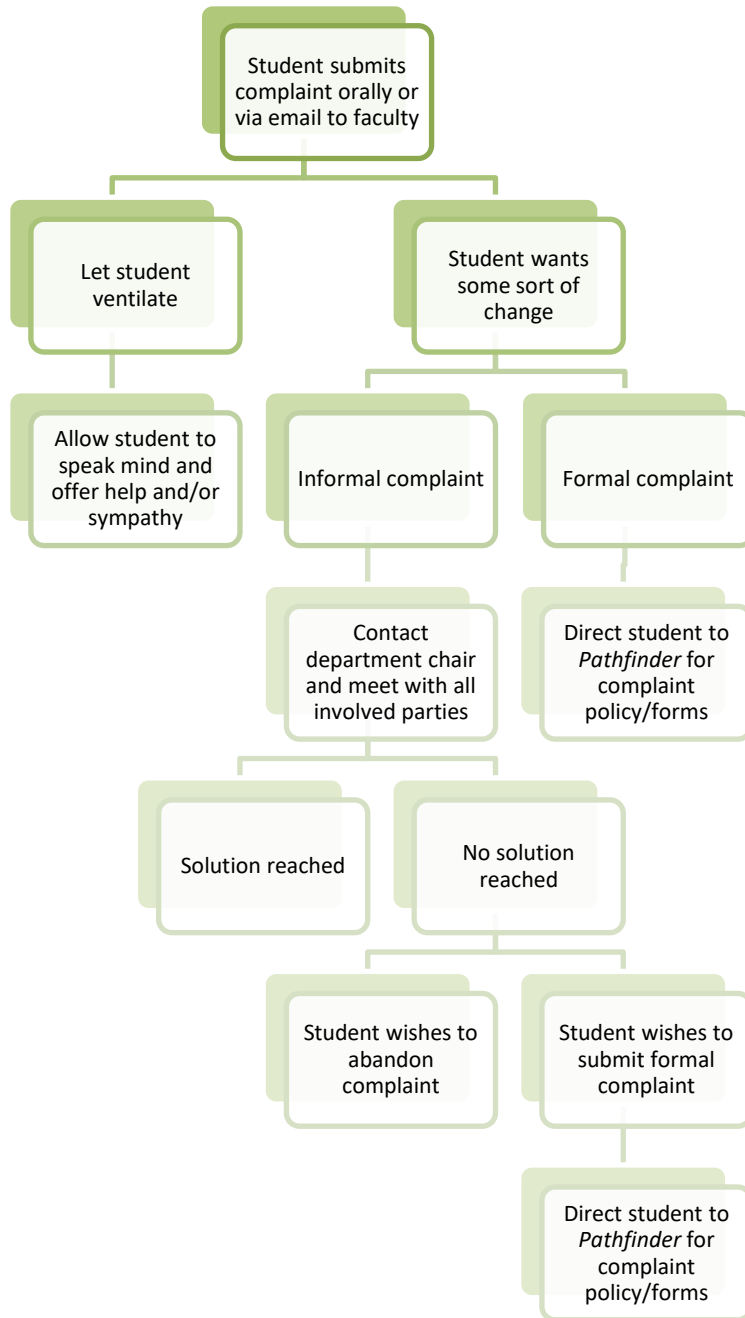 Student submits
complaint orally or
via email to faculty
Let student
ventilate
Student wants
some sort of
change
Allow student to
speak mind and
offer help and/or
sympathy
Informal complaint
Formal complaint
Contact
department chair
and meet with all
involved parties
Direct student to
Pathfinder for
complaint
policy/forms
Solution reached
No solution
reached
Student wishes to
abandon
complaint
Student wishes to
submit formal
complaint
Direct student to
Pathfinder for
complaint
policy/forms